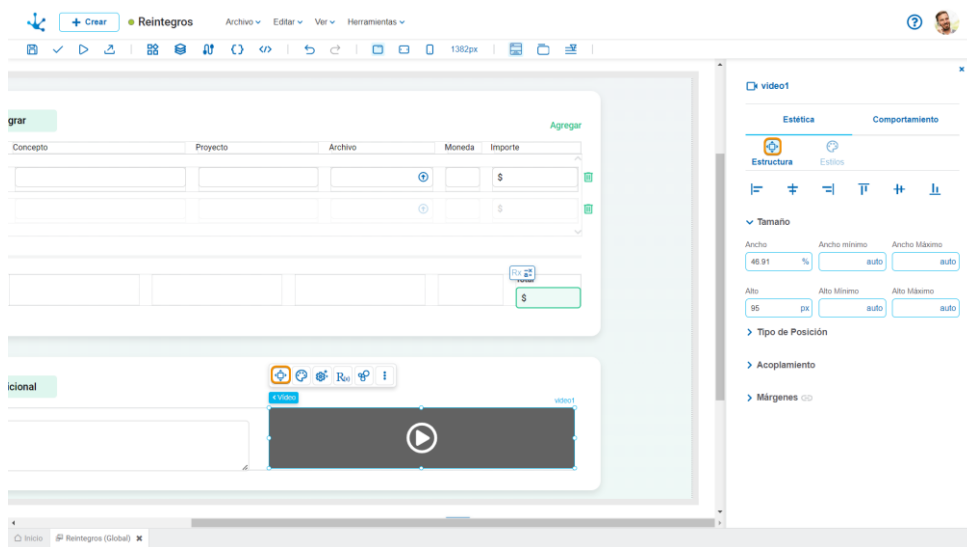 + Crear
Reintegros
Archivo
Editar
Ver
Herramientas
?
1382px
grar
Agregar
Concepto
Proyecto
Archivo
Moneda
Importe
$
$
Rx
Total
$
icional
R(x)
Video
video1
video1
Estética
Comportamiento
Estructura
Estilos
Tamaño
Ancho
Ancho mínimo
Ancho Máximo
46.91 %
auto
auto
Alto
Alto Mínimo
Alto Máximo
95 px
auto
auto
Tipo de Posición
Acoplamiento
Márgenes
Inicio
Reintegros (Global)